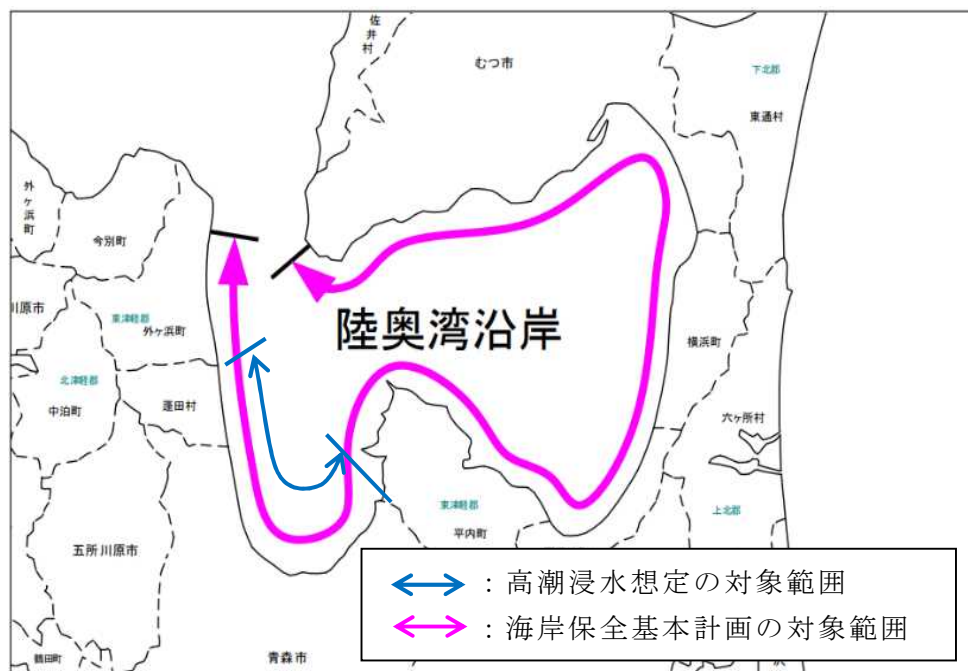 佐井村
むつ市
下北郡
東通村
外ヶ浜町
今別町
川原市
東津軽郡
外ヶ浜町
陸奥湾沿岸
横浜町
北津軽郡
中泊町
蓬田村
六ヶ所村
東津軽郡
平内町
上北郡
五所川原市
鶴田町
青森市
：高潮浸水想定の対象範囲
：海岸保全基本計画の対象範囲